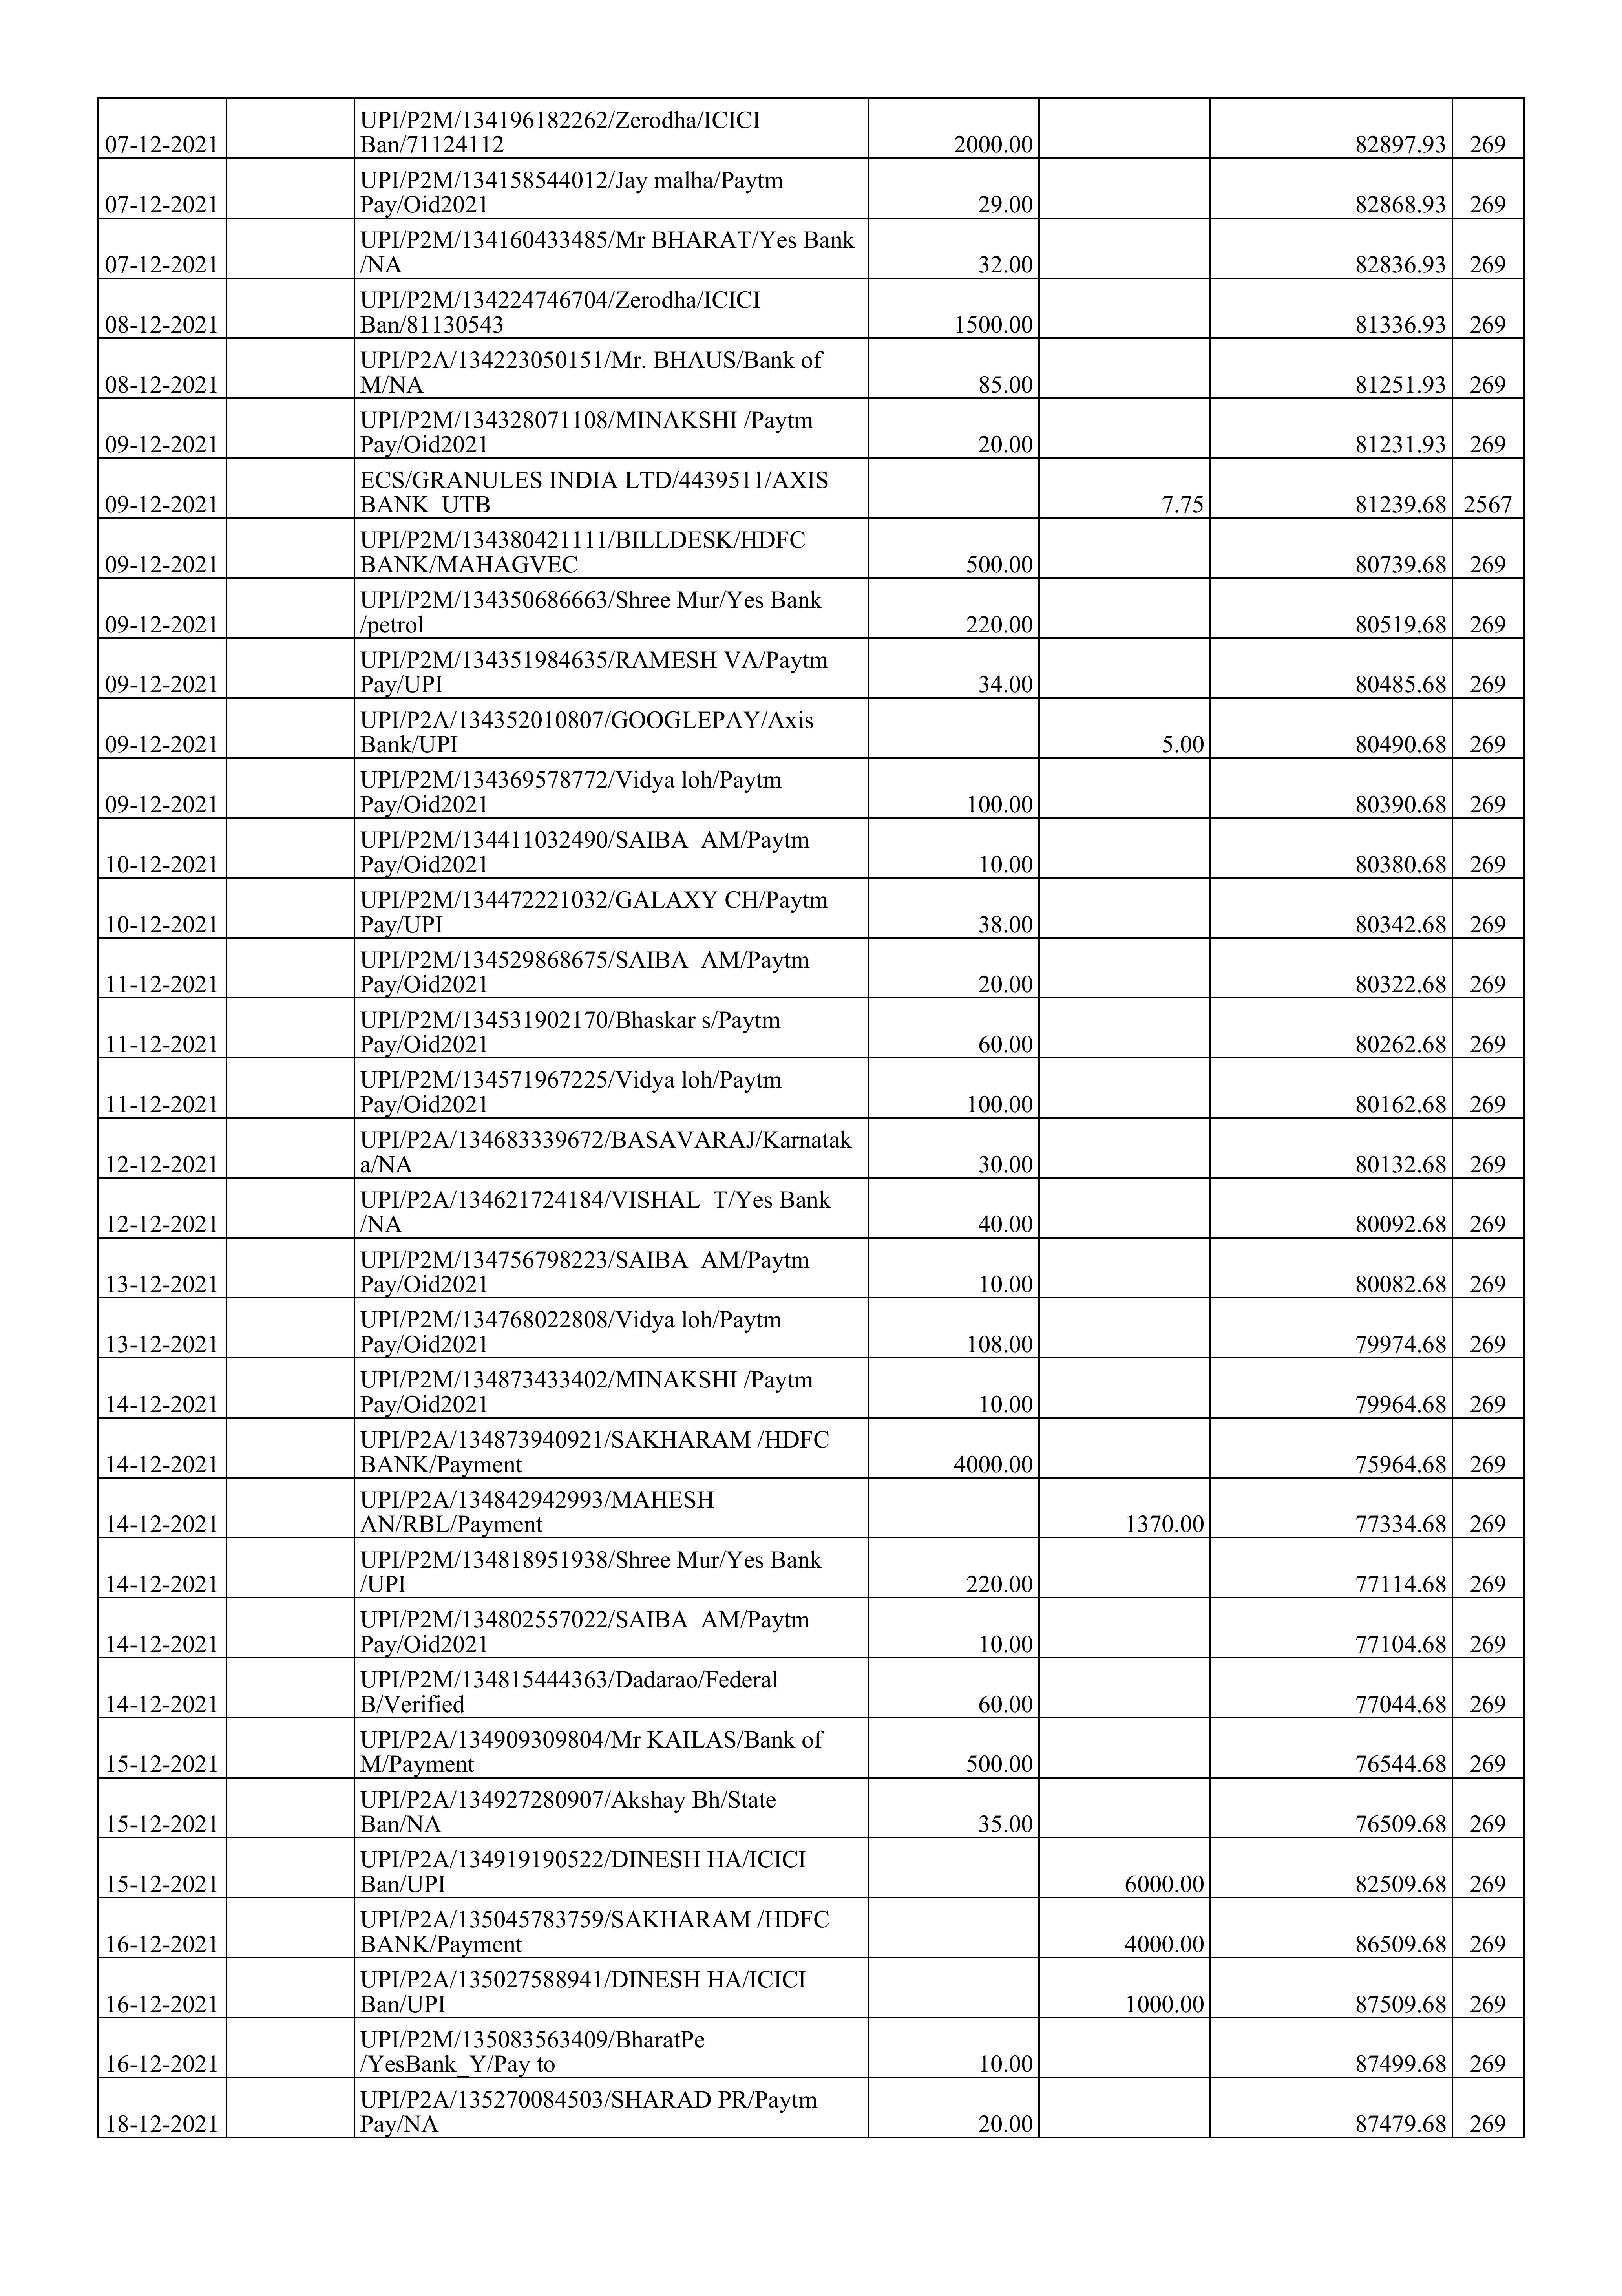 UPI/P2M/134196182262/Zerodha/ICICI
07-12-2021 Ban/71124112 2000.00 82897.93 269
UPI/P2M/134158544012/Jay malha/Paytm
07-12-2021 Pay/Oid2021 29.00 82868.93 269
UPI/P2M/134160433485/Mr BHARAT/Yes Bank
07-12-2021 /NA 32.00 82836.93 269
UPI/P2M/134224746704/Zerodha/ICICI
08-12-2021 Ban/81130543 1500.00 81336.93 269
UPI/P2A/134223050151/Mr. BHAUS/Bank of
08-12-2021 M/NA 85.00 81251.93 269
UPI/P2M/134328071108/MINAKSHI /Paytm
09-12-2021 Pay/Oid2021 20.00 81231.93 269
ECS/GRANULES INDIA LTD/4439511/AXIS
09-12-2021 BANK  UTB 7.75 81239.68 2567
UPI/P2M/134380421111/BILLDESK/HDFC
09-12-2021 BANK/MAHAGVEC 500.00 80739.68 269
UPI/P2M/134350686663/Shree Mur/Yes Bank
09-12-2021 /petrol 220.00 80519.68 269
UPI/P2M/134351984635/RAMESH VA/Paytm
09-12-2021 Pay/UPI 34.00 80485.68 269
UPI/P2A/134352010807/GOOGLEPAY/Axis
09-12-2021 Bank/UPI 5.00 80490.68 269
UPI/P2M/134369578772/Vidya loh/Paytm
09-12-2021 Pay/Oid2021 100.00 80390.68 269
UPI/P2M/134411032490/SAIBA  AM/Paytm
10-12-2021 Pay/Oid2021 10.00 80380.68 269
UPI/P2M/134472221032/GALAXY CH/Paytm
10-12-2021 Pay/UPI 38.00 80342.68 269
UPI/P2M/134529868675/SAIBA  AM/Paytm
11-12-2021 Pay/Oid2021 20.00 80322.68 269
UPI/P2M/134531902170/Bhaskar s/Paytm
11-12-2021 Pay/Oid2021 60.00 80262.68 269
UPI/P2M/134571967225/Vidya loh/Paytm
11-12-2021 Pay/Oid2021 100.00 80162.68 269
UPI/P2A/134683339672/BASAVARAJ/Karnatak
12-12-2021 a/NA 30.00 80132.68 269
UPI/P2A/134621724184/VISHAL  T/Yes Bank
12-12-2021 /NA 40.00 80092.68 269
UPI/P2M/134756798223/SAIBA  AM/Paytm
13-12-2021 Pay/Oid2021 10.00 80082.68 269
UPI/P2M/134768022808/Vidya loh/Paytm
13-12-2021 Pay/Oid2021 108.00 79974.68 269
UPI/P2M/134873433402/MINAKSHI /Paytm
14-12-2021 Pay/Oid2021 10.00 79964.68 269
UPI/P2A/134873940921/SAKHARAM /HDFC
14-12-2021 BANK/Payment 4000.00 75964.68 269
UPI/P2A/134842942993/MAHESH
14-12-2021 AN/RBL/Payment 1370.00 77334.68 269
UPI/P2M/134818951938/Shree Mur/Yes Bank
14-12-2021 /UPI 220.00 77114.68 269
UPI/P2M/134802557022/SAIBA  AM/Paytm
14-12-2021 Pay/Oid2021 10.00 77104.68 269
UPI/P2M/134815444363/Dadarao/Federal
14-12-2021 B/Verified 60.00 77044.68 269
UPI/P2A/134909309804/Mr KAILAS/Bank of
15-12-2021 M/Payment 500.00 76544.68 269
UPI/P2A/134927280907/Akshay Bh/State
15-12-2021 Ban/NA 35.00 76509.68 269
UPI/P2A/134919190522/DINESH HA/ICICI
15-12-2021 Ban/UPI 6000.00 82509.68 269
UPI/P2A/135045783759/SAKHARAM /HDFC
16-12-2021 BANK/Payment 4000.00 86509.68 269
UPI/P2A/135027588941/DINESH HA/ICICI
16-12-2021 Ban/UPI 1000.00 87509.68 269
UPI/P2M/135083563409/BharatPe
16-12-2021 /YesBank_Y/Pay to 10.00 87499.68 269
UPI/P2A/135270084503/SHARAD PR/Paytm
18-12-2021 Pay/NA 20.00 87479.68 269